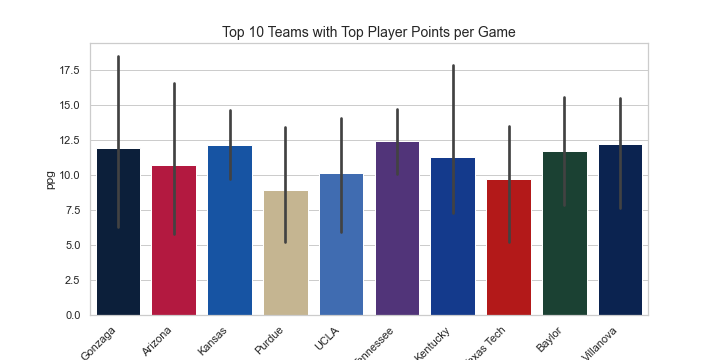 Top 10 Teams with Top Player Points per Game
ppg
17.5
15.0
12.5
10.0
7.5
5.0
2.5
0.0
Gonzaga
Arizona
Kansas
Purdue
UCLA
ennessee
Kentucky
exas Tech
Baylor
Villanova